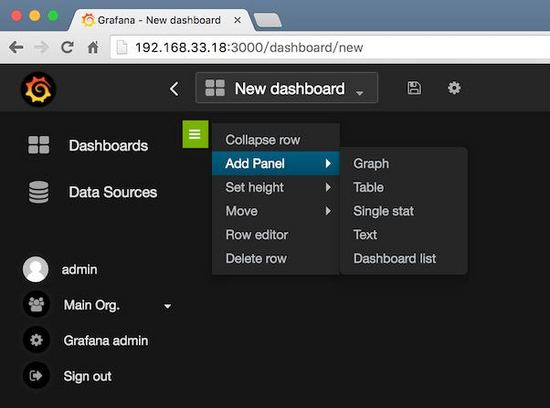 Grafana - New dashboard
192.168.33.18:3000/dashboard/new
New dashboard
Dashboards
Data Sources
admin
Main Org.
Grafana admin
Sign out
Collapse row
Add Panel
Set height
Move
Row editor
Delete row
Graph
Table
Single stat
Text
Dashboard list